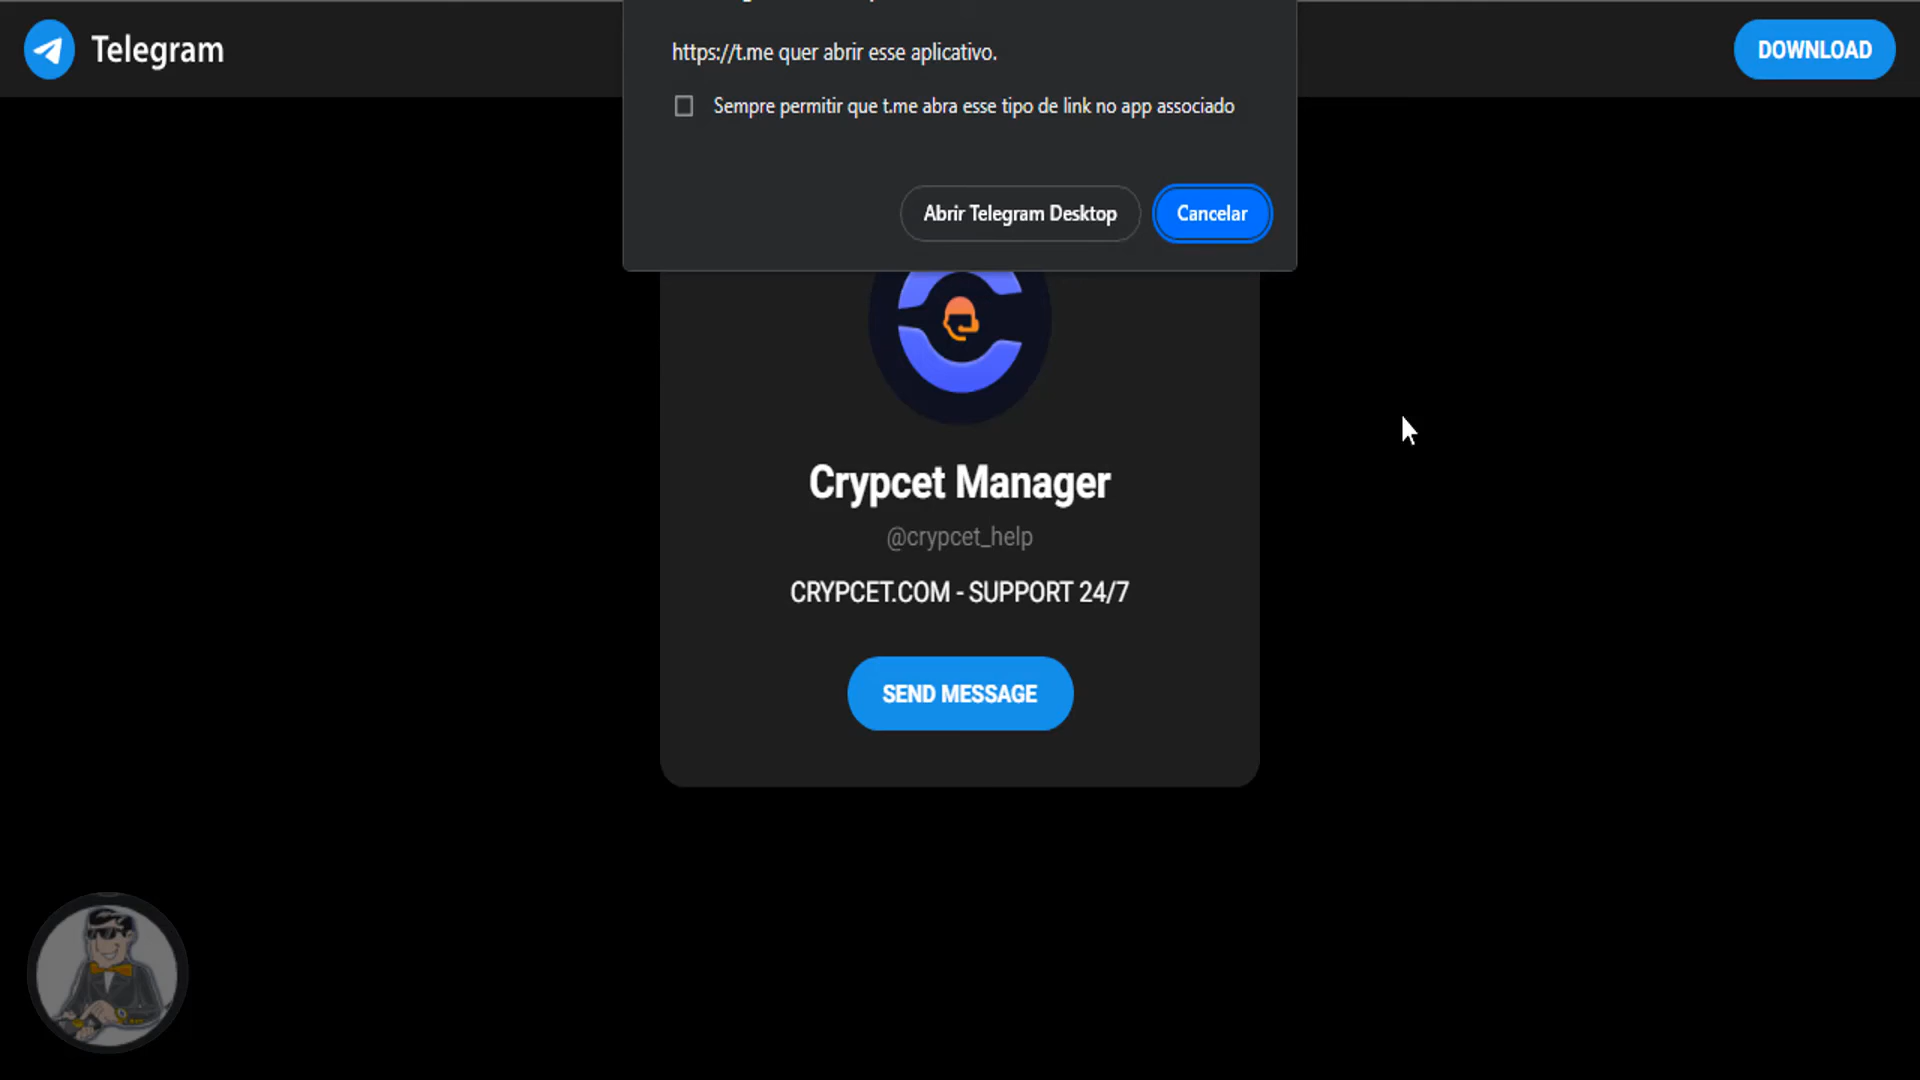 Telegram
https://t.me quer abrir esse aplicativo.
DOWNLOAD
Sempre permitir que t.me abra esse tipo de link no app associado
Abrir Telegram Desktop
Cancelar
Crypcet Manager
@crypcet_help
CRYPCET.COM - SUPPORT 24/7
SEND MESSAGE